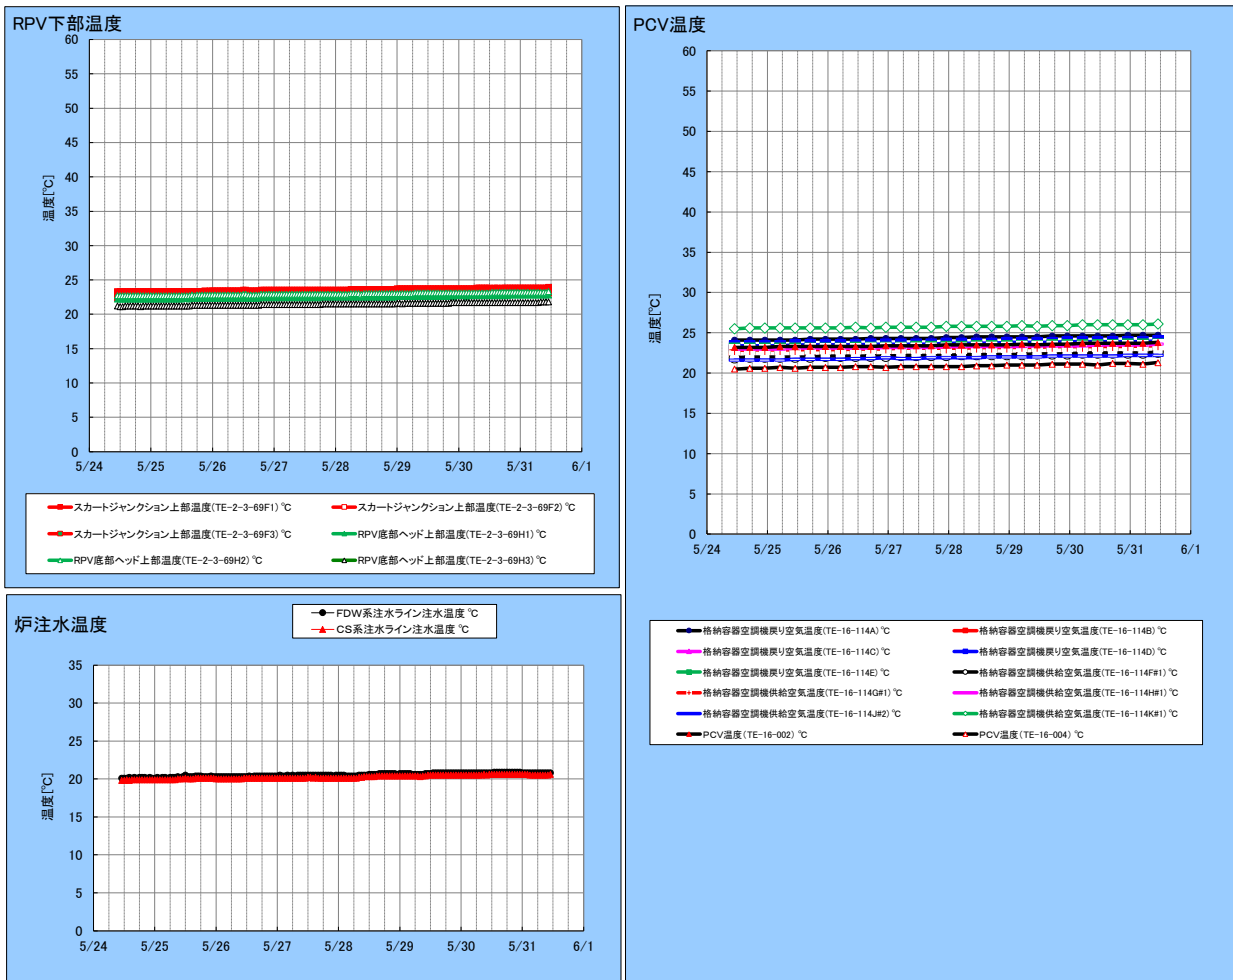 RPV下部温度
60
55
50
45
40
35
30
25
20
15
10
5
0
温度[℃]
5/24 5/25 5/26 5/27 5/28 5/29 5/30 5/31 6/1
スカートジャンクション上部温度(TE-2-3-69F1)℃ スカートジャンクション上部温度(TE-2-3-69F2)℃
スカートジャンクション上部温度(TE-2-3-69F3)℃ RPV底部ヘッド上部温度(TE-2-3-69H1)℃
RPV底部ヘッド上部温度(TE-2-3-69H2)℃ RPV底部ヘッド上部温度(TE-2-3-69H3)℃
炉注水温度
FDW系注水ライン注水温度 ℃
CS系注水ライン注水温度 ℃
35
30
25
20
15
10
5
0
温度[℃]
5/24 5/25 5/26 5/27 5/28 5/29 5/30 5/31 6/1
PCV温度
60
55
50
45
40
35
30
25
20
15
10
5
0
温度[℃]
5/24 5/25 5/26 5/27 5/28 5/29 5/30 5/31 6/1
格納容器空調機戻り空気温度(TE-16-114A)℃ 格納容器空調機戻り空気温度(TE-16-114B)℃
格納容器空調機戻り空気温度(TE-16-114C)℃ 格納容器空調機戻り空気温度(TE-16-114D)℃
格納容器空調機戻り空気温度(TE-16-114E)℃ 格納容器空調機供給空気温度(TE-16-114F#1)℃
格納容器空調機供給空気温度(TE-16-114G#1)℃ 格納容器空調機供給空気温度(TE-16-114H#1)℃
格納容器空調機供給空気温度(TE-16-114J#2)℃ 格納容器空調機供給空気温度(TE-16-114K#1)℃
PCV温度(TE-16-002)℃ PCV温度(TE-16-004)℃